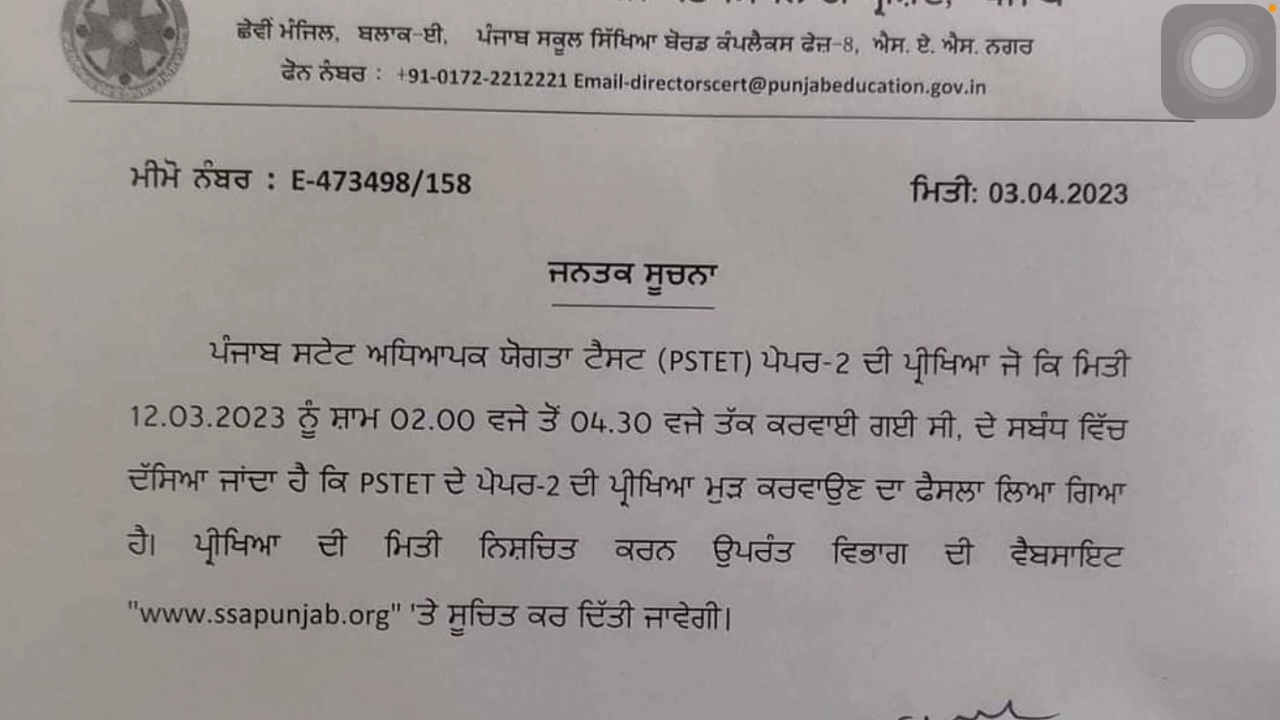 ਛੇਵੀਂ ਮੰਜਿਲ, ਬਲਾਕ-ਈ, ਪੰਜਾਬ ਸਕੂਲ ਸਿੱਖਿਆ ਬੋਰਡ ਕੰਪਲੈਕਸ ਫੇਜ਼-8, ਐਸ. ਏ. ਐਸ. ਨਗਰ
ਫੋਨ ਨੰਬਰ : +91-0172-2212221 Email-directorscert@punjabeducation.gov.in
ਮੀਮੋ ਨੰਬਰ : E-473498/158
ਮਿਤੀ: 03.04.2023
ਜਨਤਕ ਸੂਚਨਾ
ਪੰਜਾਬ ਸਟੇਟ ਅਧਿਆਪਕ ਯੋਗਤਾ ਟੈਸਟ (PSTET) ਪੇਪਰ-2 ਦੀ ਪ੍ਰੀਖਿਆ ਜੋ ਕਿ ਮਿਤੀ
12.03.2023 ਨੂੰ ਸ਼ਾਮ 02.00 ਵਜੇ ਤੋਂ 04.30 ਵਜੇ ਤੱਕ ਕਰਵਾਈ ਗਈ ਸੀ, ਦੇ ਸਬੰਧ ਵਿੱਚ
ਦੱਸਿਆ ਜਾਂਦਾ ਹੈ ਕਿ PSTET ਦੇ ਪੇਪਰ-2 ਦੀ ਪ੍ਰੀਖਿਆ ਮੁੜ ਕਰਵਾਉਣ ਦਾ ਫੈਸਲਾ ਲਿਆ ਗਿਆ
ਹੈ। ਪ੍ਰੀਖਿਆ ਦੀ ਮਿਤੀ ਨਿਸ਼ਚਿਤ ਕਰਨ ਉਪਰੰਤ ਵਿਭਾਗ ਦੀ ਵੈਬਸਾਇਟ
"www.ssapunjab.org" 'ਤੇ ਸੂਚਿਤ ਕਰ ਦਿੱਤੀ ਜਾਵੇਗੀ।